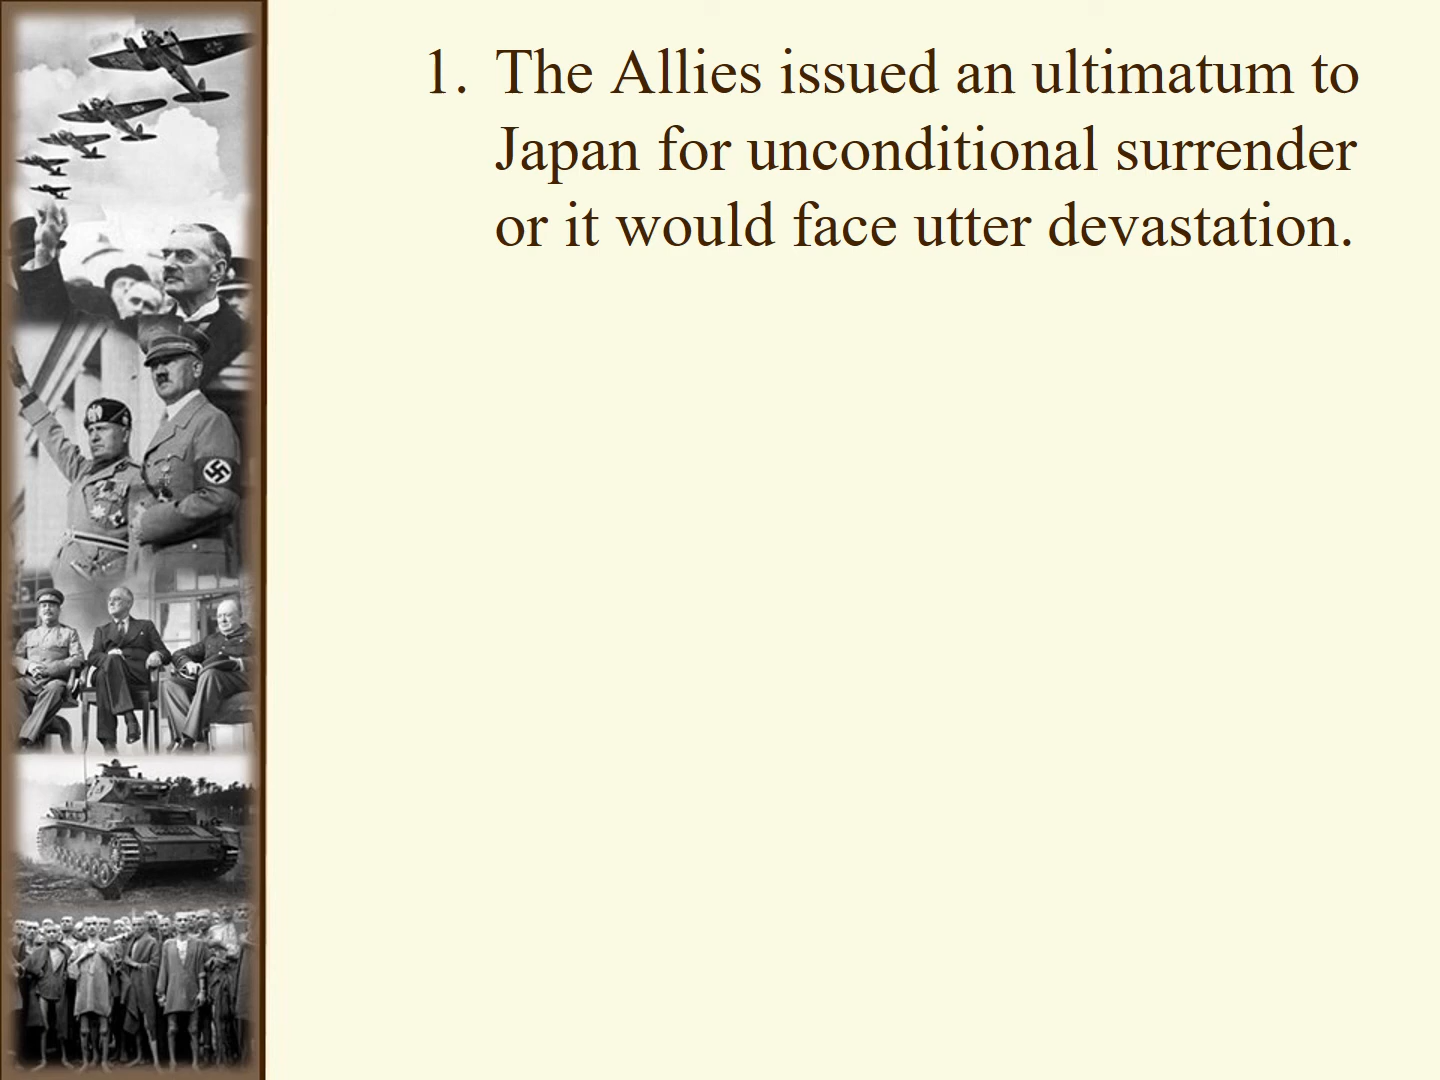 1. The Allies issued an ultimatum to
Japan for unconditional surrender
or it would face utter devastation.